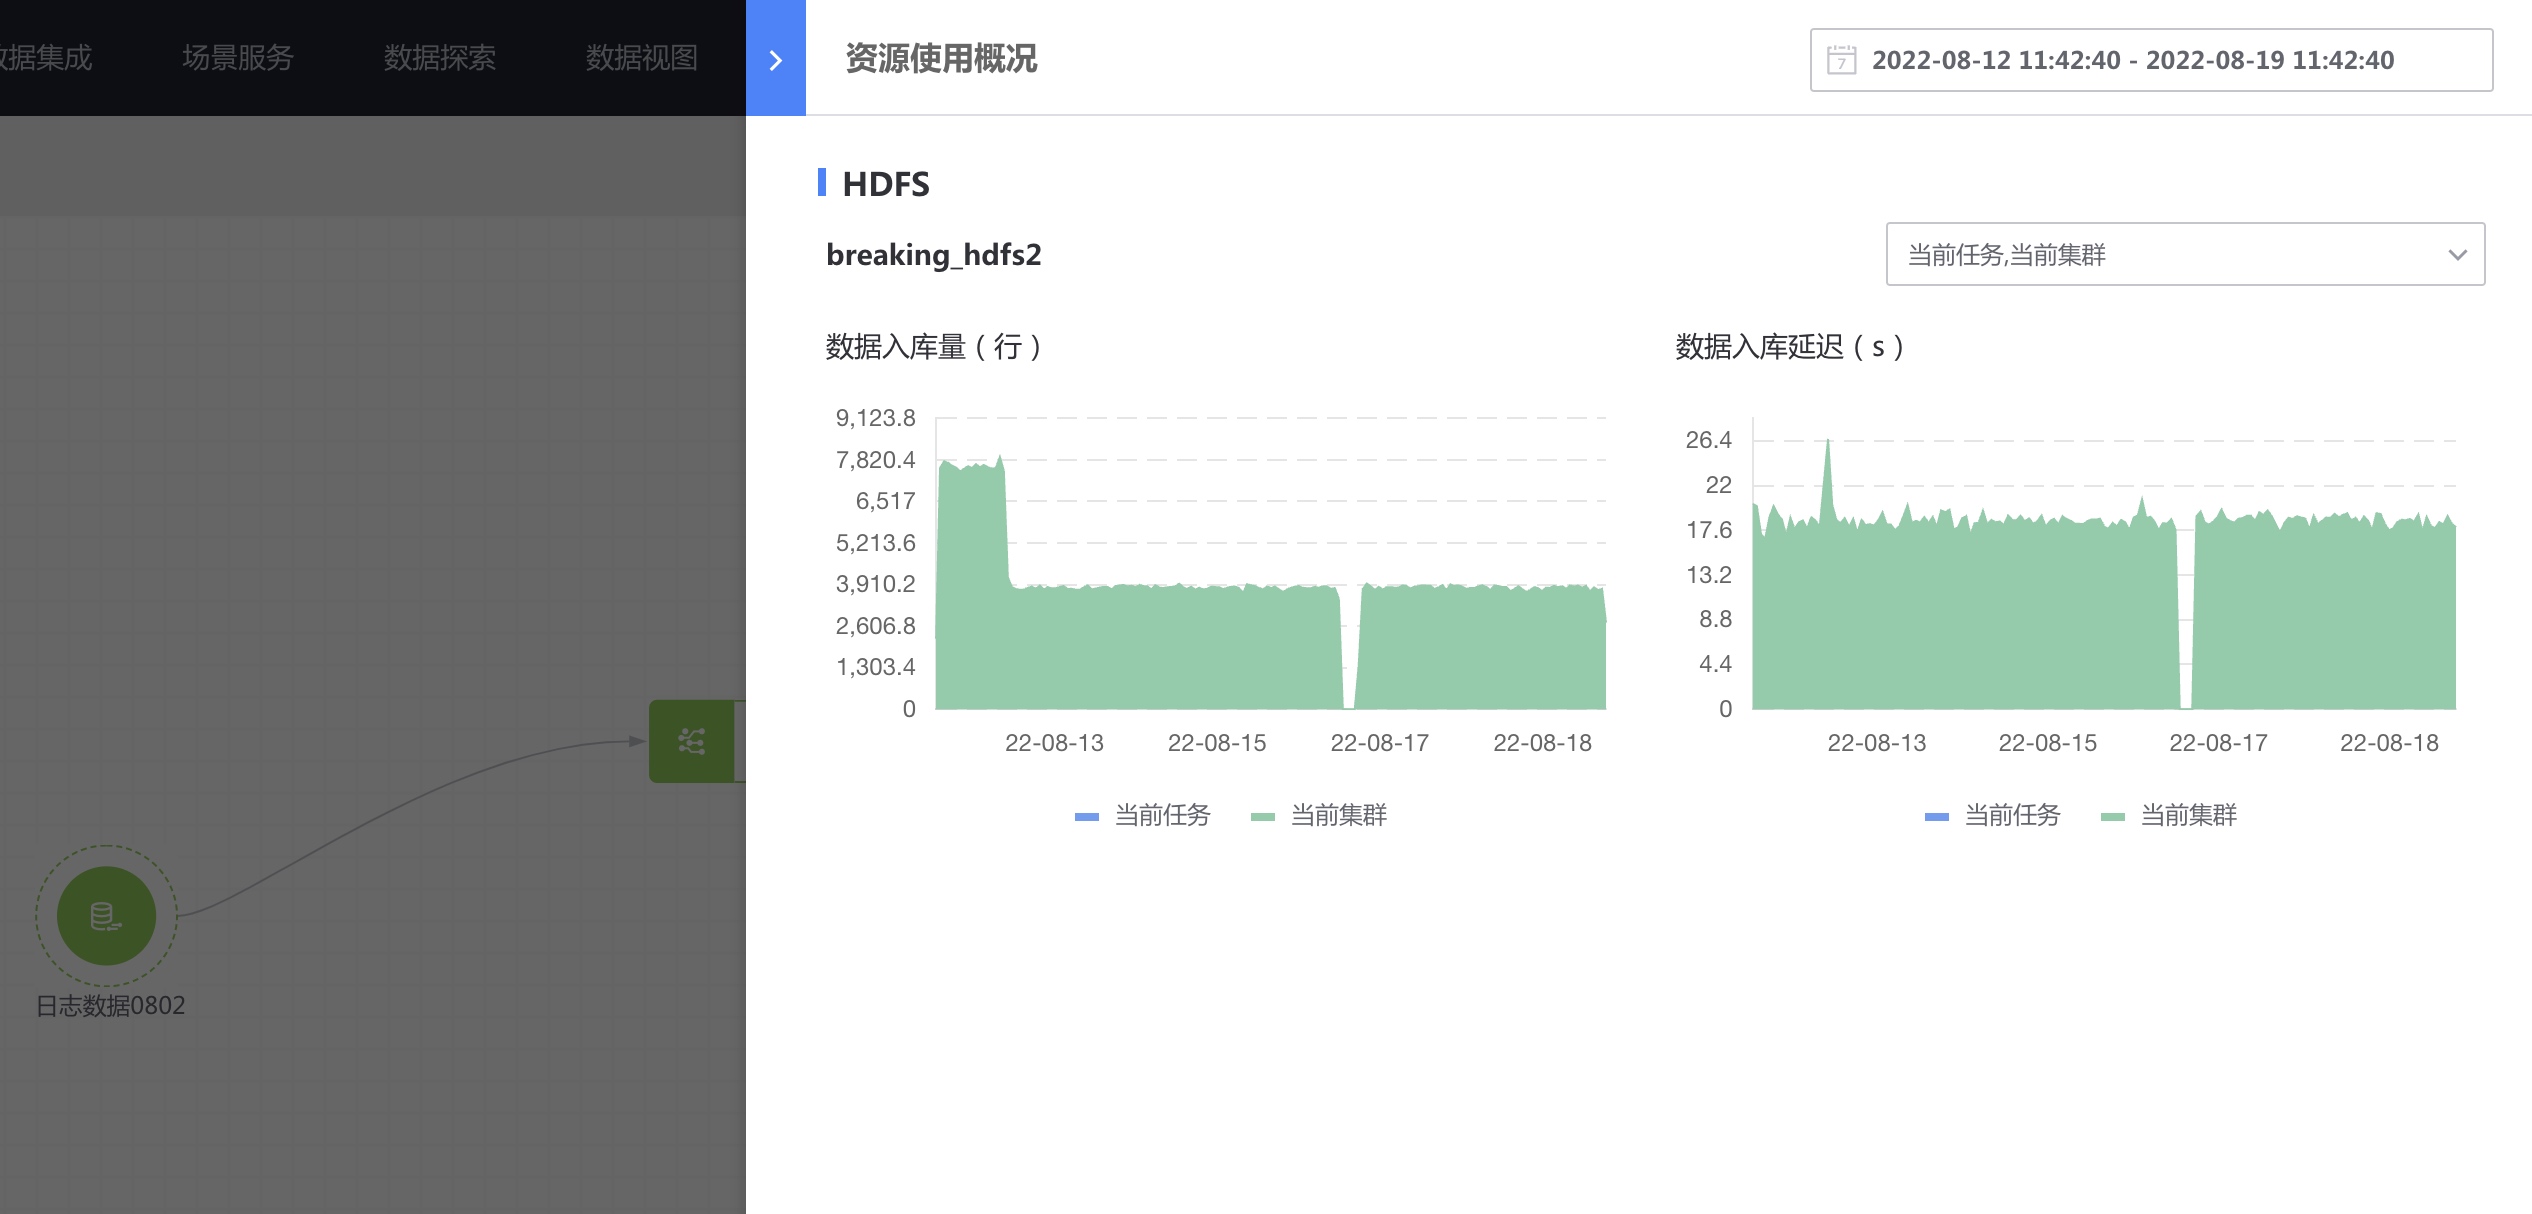 据集成 场景服务 数据探索 数据视图
资源使用概况
7
2022-08-12 11:42:40 - 2022-08-19 11:42:40
HDFS
breaking_hdfs2
当前任务,当前集群
数据入库量（行）
9,123.8
7,820.4
6,517
5,213.6
3,910.2
2,606.8
1,303.4
0
22-08-13 22-08-15 22-08-17 22-08-18
当前任务 当前集群
数据入库延迟（s）
26.4
22
17.6
13.2
8.8
4.4
0
22-08-13 22-08-15 22-08-17 22-08-18
当前任务 当前集群
日志数据0802